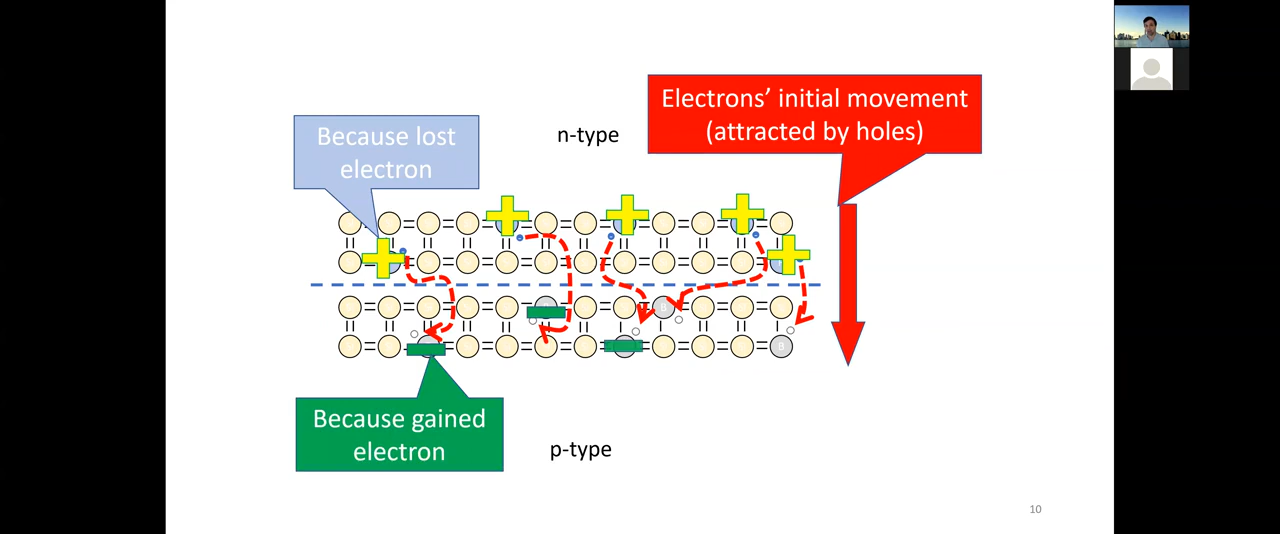 Electrons’ initial movement
(attracted by holes)
Because lost
electron
n-type
B
B
Because gained
electron
p-type
10